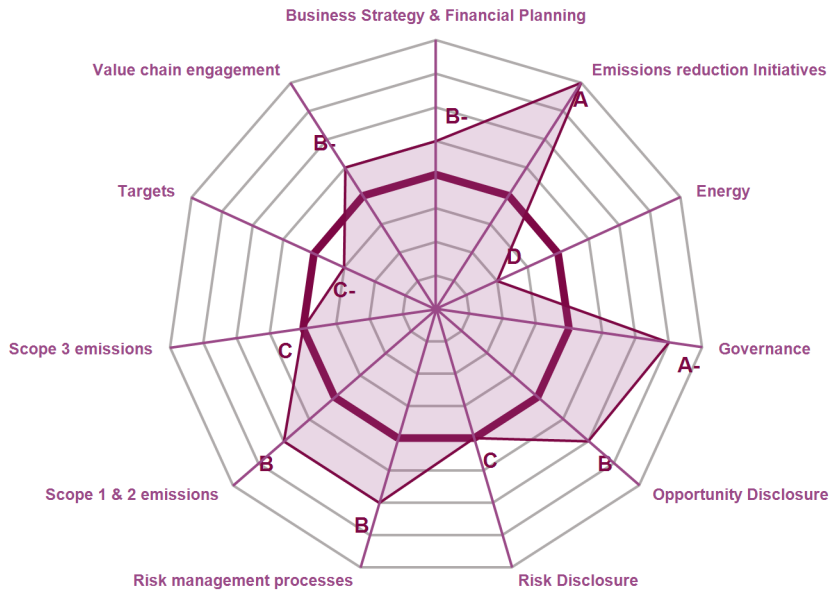 Business Strategy & Financial Planning
Value chain engagement
Emissions reduction Initiatives
A
B-
B-
Targets
Energy
D
C-
Scope 3 emissions
C
Governance
A-
B
B
C
Scope 1 & 2 emissions
Opportunity Disclosure
B
Risk management processes
Risk Disclosure